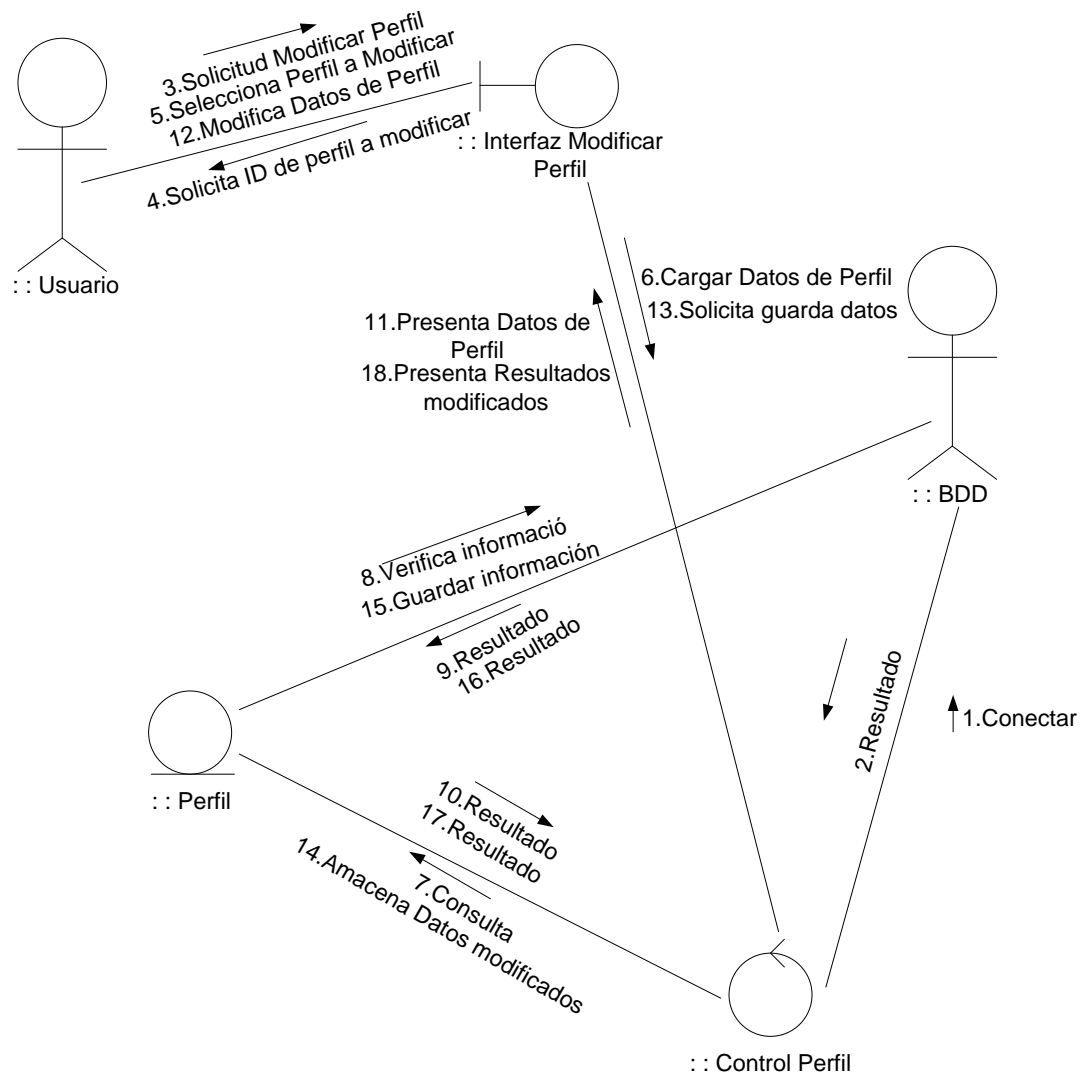 3.Solicitud Modificar Perfil
5.Selecciona Perfil a Modificar
12.Modifica Datos de Perfil
4.Solicita ID de perfil a modificar
: : Interfaz Modificar
Perfil
: : Usuario
6.Cargar Datos de Perfil
13.Solicita guarda datos
11.Presenta Datos de
Perfil
18.Presenta Resultados
modificados
: : BDD
8.Verifica informació
15.Guardar información
9.Resultado
16.Resultado
2.Resultado
1.Conectar
: : Perfil
10.Resultado
17.Resultado
7.Consulta
14.Amacena Datos modificados
: : Control Perfil